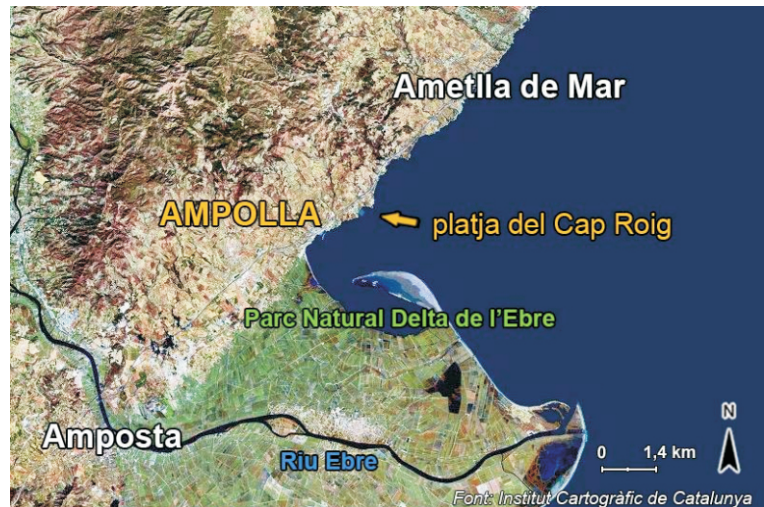 Ametlla de Mar
AMPOLLA
platja del Cap Roig
Parc Natural Delta de l'Ebre
Amposta
Riu Ebre
N
0 1,4 km
Font: Institut Cartogràfic de Catalunya